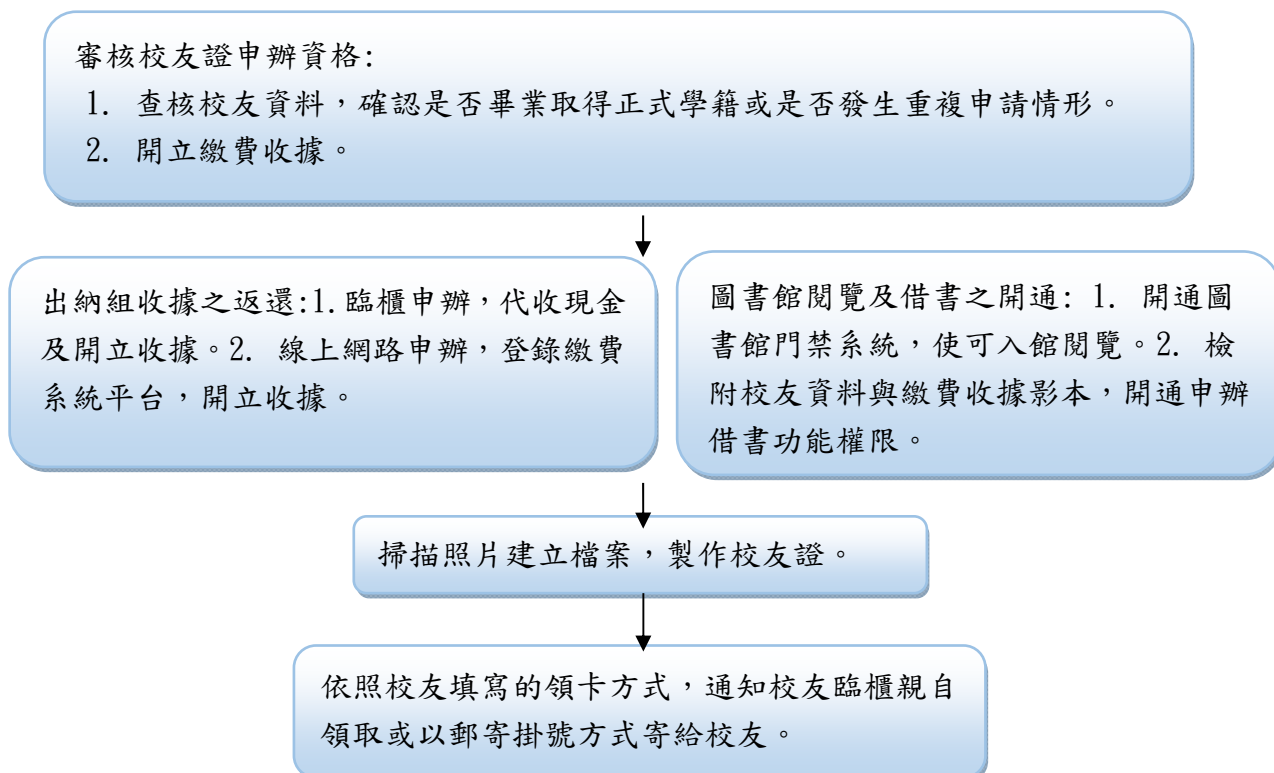 審核校友證申辦資格:
1. 查核校友資料，確認是否畢業取得正式學籍或是否發生重複申請情形。
2. 開立繳費收據。
出納組收據之返還:1.臨櫃申辦，代收現金
及開立收據。2. 線上網路申辦，登錄繳費
系統平台，開立收據。
圖書館閱覽及借書之開通: 1. 開通圖
書館門禁系統，使可入館閱覽。2. 檢
附校友資料與繳費收據影本，開通申辦
借書功能權限。
掃描照片建立檔案，製作校友證。
依照校友填寫的領卡方式，通知校友臨櫃親自
領取或以郵寄掛號方式寄給校友。